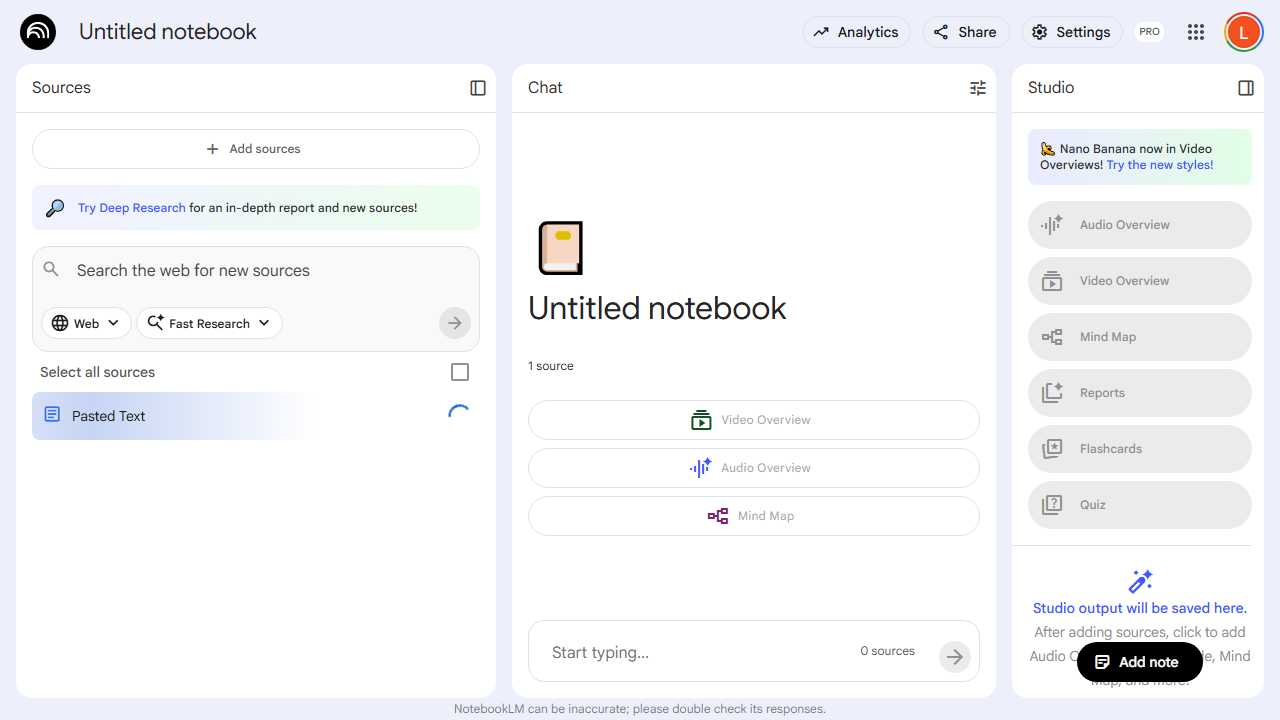 Untitled notebook
Analytics
Share
Settings
PRO
L
Sources
Add sources
Try Deep Research for an in-depth report and new sources!
Search the web for new sources
Web
Fast Research
Select all sources
Pasted Text
Chat
Untitled notebook
1 source
Video Overview
Audio Overview
Mind Map
Start typing...
0 sources
Studio
Nano Banana now in Video
Overviews! Try the new styles!
Audio Overview
Video Overview
Mind Map
Reports
Flashcards
Quiz
Studio output will be saved here.
After adding sources, click to add
Audio Mind
Map, and more!
Add note
NotebookLM can be inaccurate; please double check its responses.